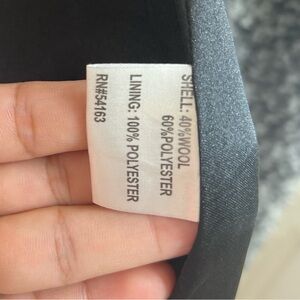 SHELL: 40%WOOL
60%POLYESTER
LINING: 100% POLYESTER
RN#54163